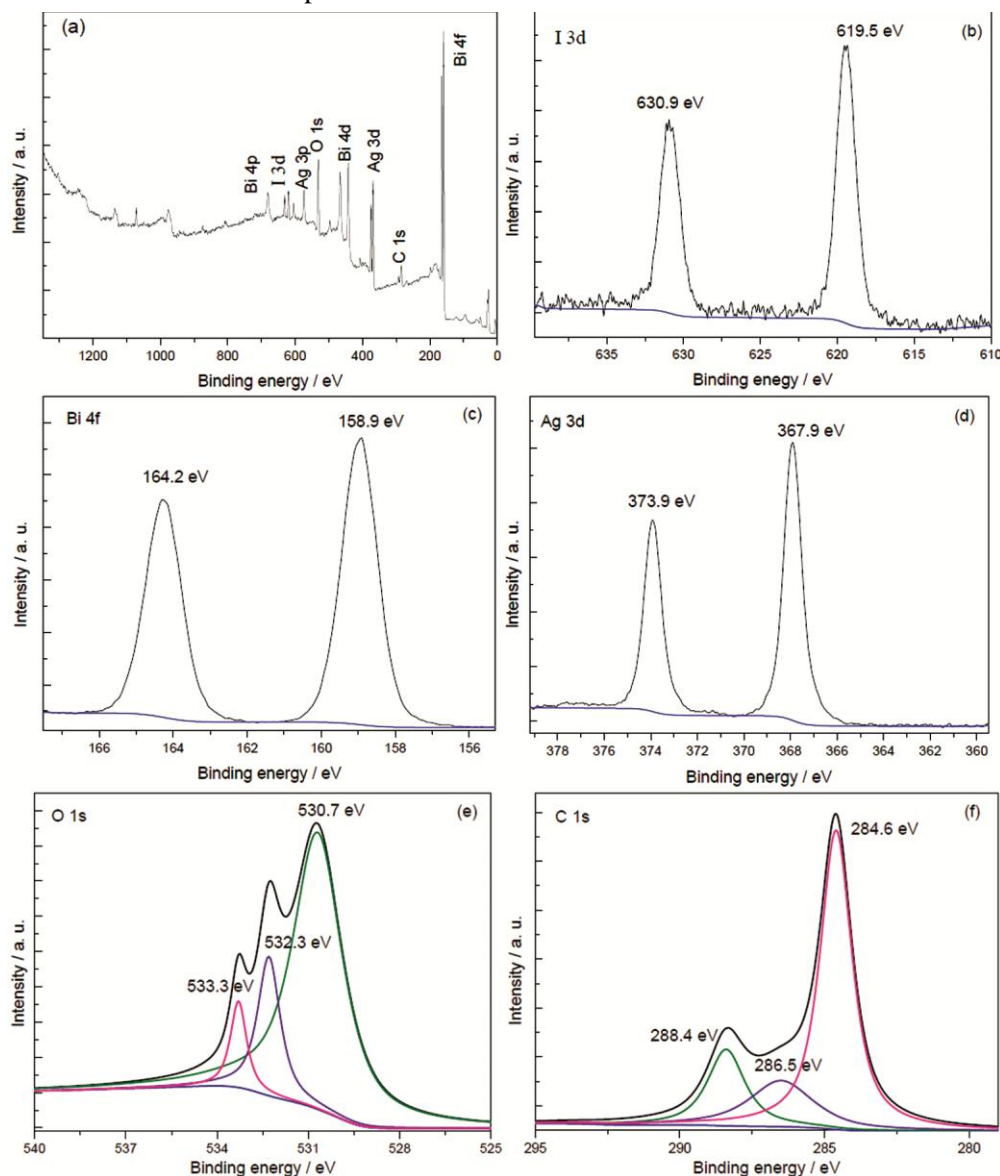 (a)
Bi 4p
I 3d
Ag 3p
O 1s
Bi 4d
Ag 3d
C 1s
Bi 4f
Intensity / a. u.
1200 1000 800 600 400 200 0
Binding energy / eV
I 3d
(b)
630.9 eV
619.5 eV
Intensity / a. u.
635 630 625 620 615 610
Binding energy / eV
Bi 4f
(c)
164.2 eV
158.9 eV
Intensity / a. u.
166 164 162 160 158 156
Binding energy / eV
Ag 3d
(d)
373.9 eV
367.9 eV
Intensity / a. u.
378 376 374 372 370 368 366 364 362 360
Binding energy / eV
O 1s
(e)
530.7 eV
532.3 eV
533.3 eV
Intensity / a. u.
540 537 534 531 528 525
Binding energy / eV
C 1s
(f)
284.6 eV
288.4 eV
286.5 eV
Intensity / a. u.
295 290 285 280
Binding energy / eV